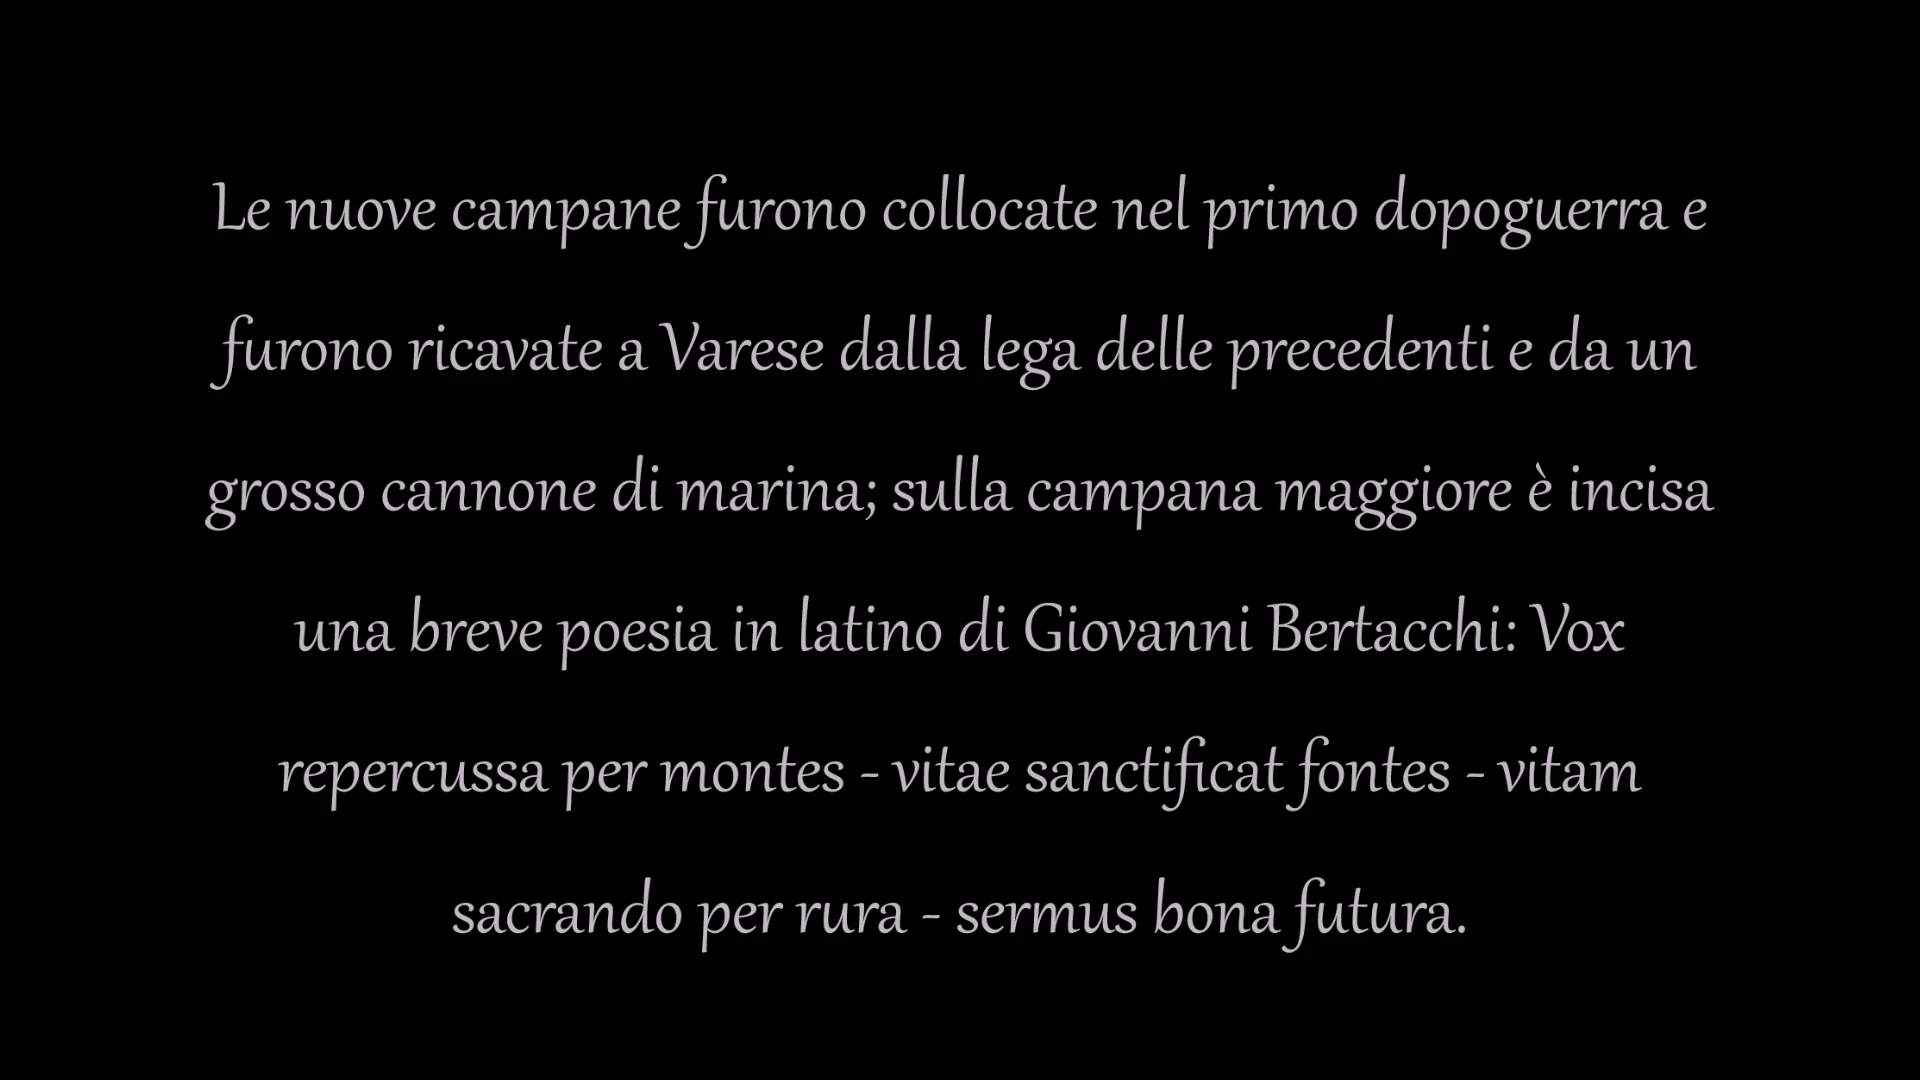 Le nuove campane furono collocate nel primo dopoguerra e
furono ricavate a Varese dalla lega delle precedenti e da un
grosso cannone di marina; sulla campana maggiore è incisa
una breve poesia in latino di Giovanni Bertacchi: Vox
repercussa per montes - vitae sanctificat fontes - vitam
sacrando per rura - sermus bona futura.